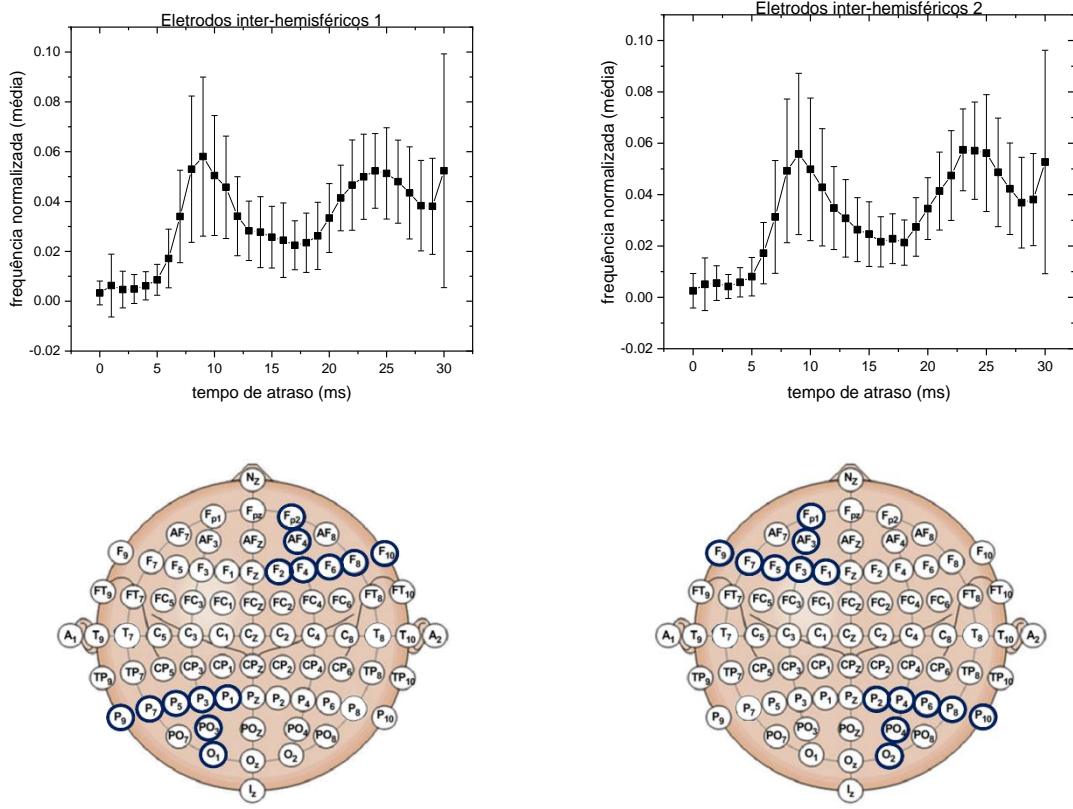 Eletrodos inter-hemisféricos 1
frequência normalizada (média)
0.10
0.08
0.06
0.04
0.02
0.00
-0.02
0 5 10 15 20 25 30
tempo de atraso (ms)
Eletrodos inter-hemisféricos 2
frequência normalizada (média)
0.10
0.08
0.06
0.04
0.02
0.00
-0.02
0 5 10 15 20 25 30
tempo de atraso (ms)
Nz
Fp1 Fpz Fp2
AF7 AF3 AFz AF4 AF8
F9 F7 F5 F3 F1 Fz F2 F4 F6 F8 F10
FT9 FT7 FC5 FC3 FC1 FCz FC2 FC4 FC6 FT8 FT10
A1 T9 T7 C5 C3 C1 Cz C2 C4 C8 T8 T10 A2
TP9 TP7 CP5 CP3 CP1 CPz CP2 CP4 CP6 TP8 TP10
P9 P7 P5 P3 P1 Pz P2 P4 P6 P8 P10
PO7 PO3 POz PO4 PO8
O1 Oz O2
Iz
Nz
Fp1 Fpz Fp2
AF7 AF3 AFz AF4 AF8
F9 F7 F5 F3 F1 Fz F2 F4 F6 F8 F10
FT9 FT7 FC5 FC3 FC1 FCz FC2 FC4 FC6 FT8 FT10
A1 T9 T7 C5 C3 C1 Cz C2 C4 C8 T8 T10 A2
TP9 TP7 CP5 CP3 CP1 CPz CP2 CP4 CP6 TP8 TP10
P9 P7 P5 P3 P1 Pz P2 P4 P6 P8 P10
PO7 PO3 POz PO4 PO8
O1 Oz O2
Iz